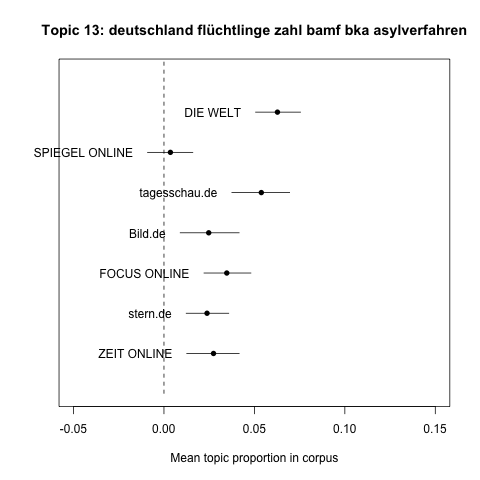 Topic 13: deutschland flüchtlinge zahl bamf bka asylverfahren
DIE WELT
SPIEGEL ONLINE
tagesschau.de
Bild.de
FOCUS ONLINE
stern.de
ZEIT ONLINE
-0.05 0.00 0.05 0.10 0.15
Mean topic proportion in corpus